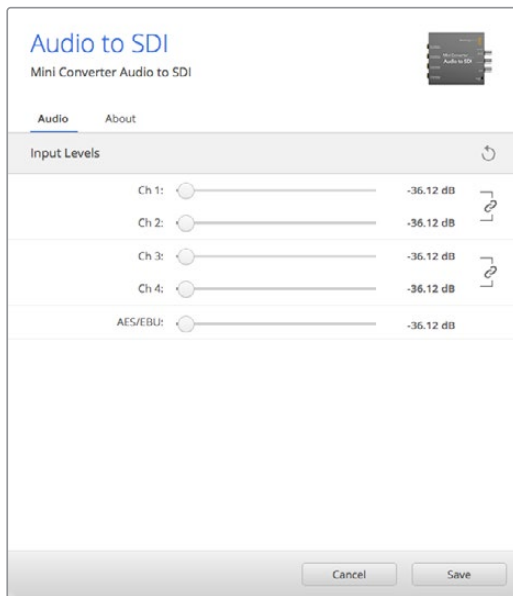 Audio to SDI
Mini Converter Audio to SDI
Audio About
Input Levels
Ch 1: -36.12 dB
Ch 2: -36.12 dB
Ch 3: -36.12 dB
Ch 4: -36.12 dB
AES/EBU: -36.12 dB
Cancel Save